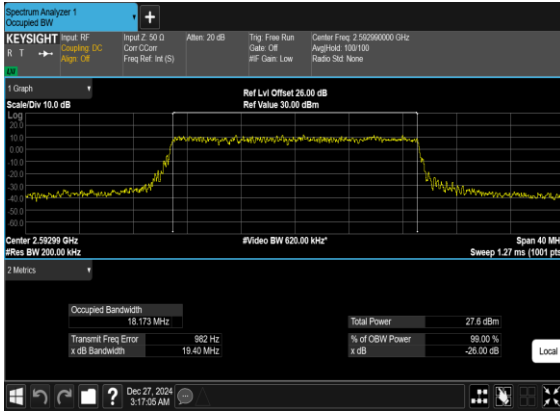 Spectrum Analyzer 1
Occupied BW
KEYSIGHT
R T
LV
Input: RF
Coupling: DC
Align: Off
Input Z: 50 Ω
Corr CCorr
Freq Ref: Int (S)
Atten: 20 dB
Trig: Free Run
Gate: Off
#IF Gain: Low
Center Freq: 2.592990000 GHz
Avg|Hold: 100/100
Radio Std: None
1 Graph
Scale/Div 10.0 dB
Ref Lvl Offset 26.00 dB
Ref Value 30.00 dBm
Log
20.0
10.0
0.00
-10.0
-20.0
-30.0
-40.0
-50.0
-60.0
Center 2.59299 GHz
#Res BW 200.00 kHz
#Video BW 620.00 kHz*
Span 40 MH
Sweep 1.27 ms (1001 pts
2 Metrics
Occupied Bandwidth
18.173 MHz
Total Power 27.6 dBm
Transmit Freq Error 982 Hz
% of OBW Power 99.00 %
x dB Bandwidth 19.40 MHz
x dB -26.00 dB
Local
?
Dec 27, 2024
3:17:05 AM